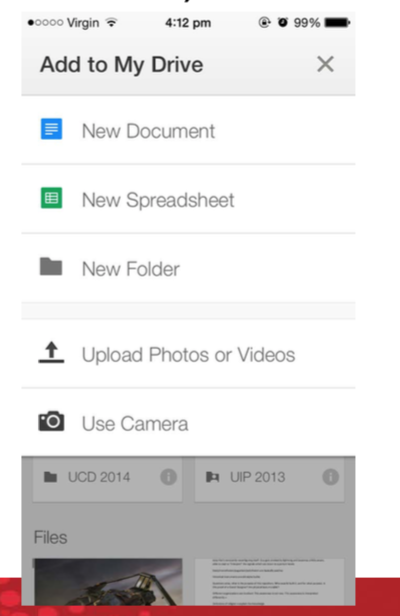 Virgin 4:12 pm 99%
Add to My Drive
New Document
New Spreadsheet
New Folder
Upload Photos or Videos
Use Camera
UCD 2014 UIP 2013
Files